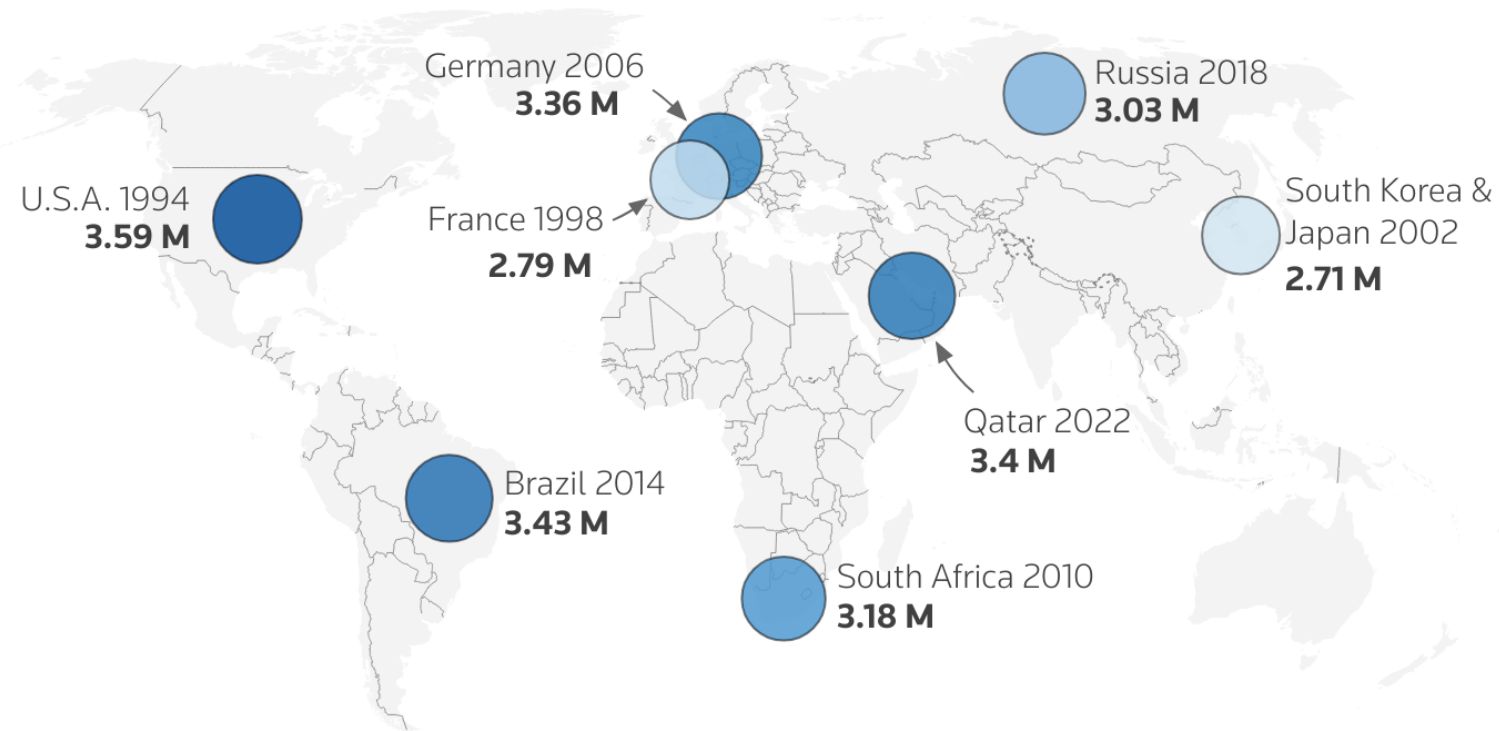 Germany 2006
3.36 M
Russia 2018
3.03 M
U.S.A. 1994
3.59 M
France 1998
2.79 M
South Korea &
Japan 2002
2.71 M
Qatar 2022
3.4 M
Brazil 2014
3.43 M
South Africa 2010
3.18 M